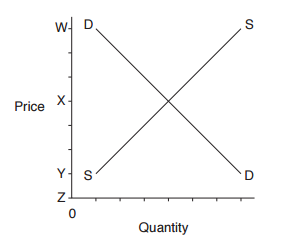 W D S
Price X
Y S D
Z
0
Quantity